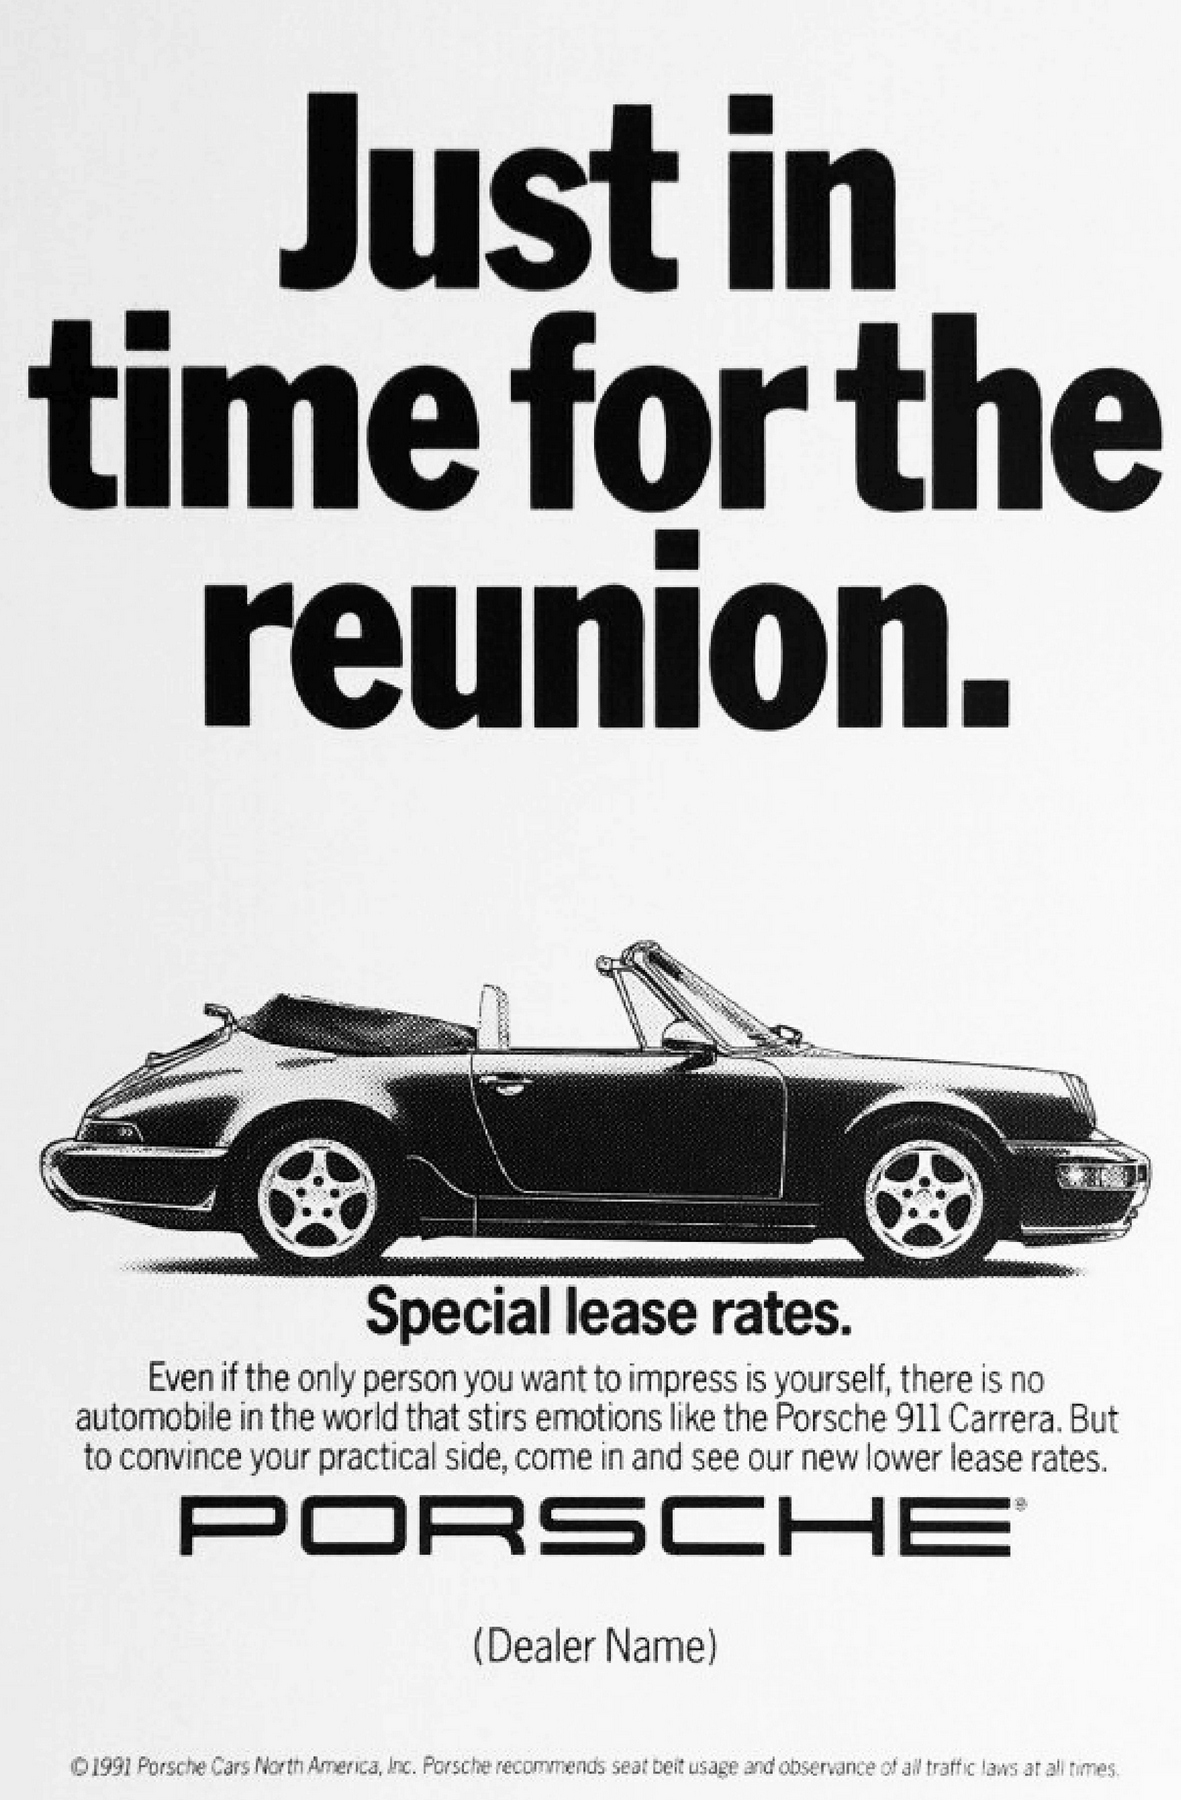 Just in
time for the
reunion.
Special lease rates.
Even if the only person you want to impress is yourself, there is no
automobile in the world that stirs emotions like the Porsche 911 Carrera. But
to convince your practical side, come in and see our new lower lease rates.
PORSCHE®
(Dealer Name)
©1991 Porsche Cars North America, Inc. Porsche recommends seat belt usage and observance of all traffic laws at all times.